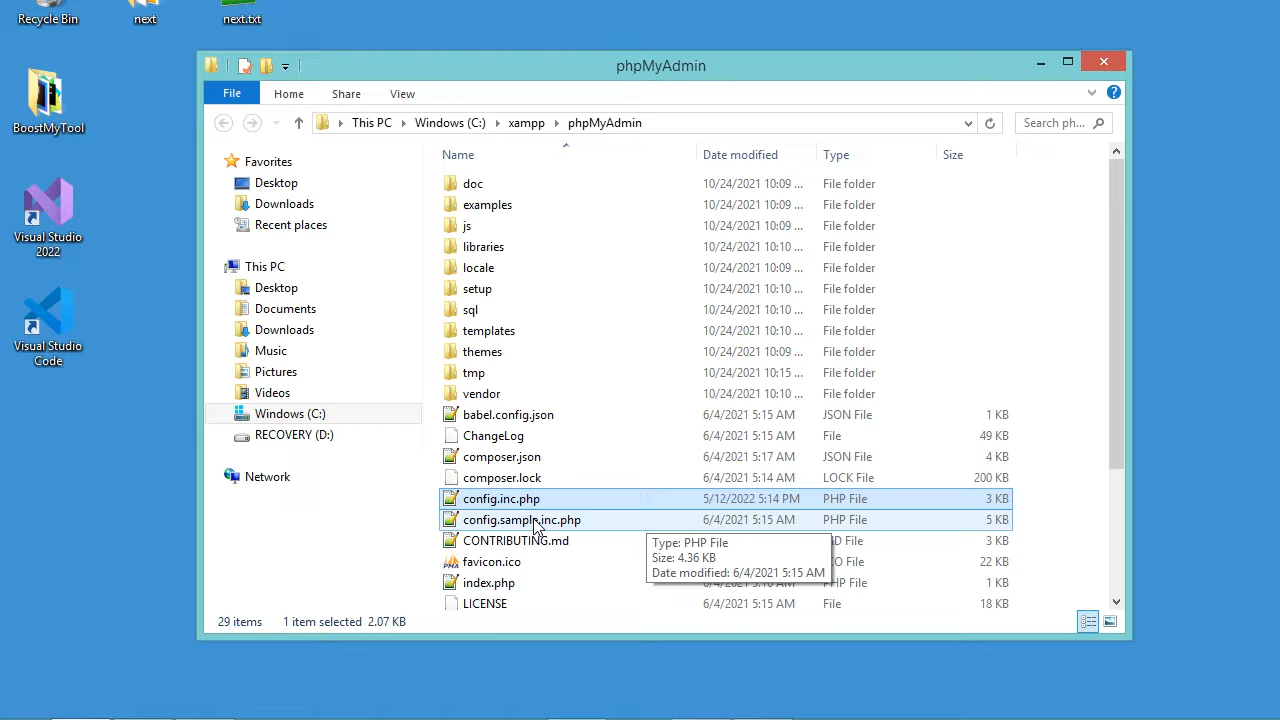 Recycle Bin
next
next.txt
BoostMyTool
Visual Studio
2022
Visual Studio
Code
phpMyAdmin
File Home Share View
This PC Windows (C:) xampp phpMyAdmin
Search ph...
Favorites
Desktop
Downloads
Recent places
This PC
Desktop
Documents
Downloads
Music
Pictures
Videos
Windows (C:)
RECOVERY (D:)
Network
Name Date modified Type Size
doc 10/24/2021 10:09 ... File folder
examples 10/24/2021 10:09 ... File folder
js 10/24/2021 10:09 ... File folder
libraries 10/24/2021 10:10 ... File folder
locale 10/24/2021 10:09 ... File folder
setup 10/24/2021 10:10 ... File folder
sql 10/24/2021 10:10 ... File folder
templates 10/24/2021 10:10 ... File folder
themes 10/24/2021 10:09 ... File folder
tmp 10/24/2021 10:15 ... File folder
vendor 10/24/2021 10:10 ... File folder
babel.config.json 6/4/2021 5:15 AM JSON File 1 KB
ChangeLog 6/4/2021 5:15 AM File 49 KB
composer.json 6/4/2021 5:17 AM JSON File 4 KB
composer.lock 6/4/2021 5:14 AM LOCK File 200 KB
config.inc.php 5/12/2022 5:14 PM PHP File 3 KB
config.sample.inc.php 6/4/2021 5:15 AM PHP File 5 KB
CONTRIBUTING.md File 1 KB
favicon.ico File 22 KB
index.php PHP File 1 KB
LICENSE 6/4/2021 5:15 AM File 18 KB
Type: PHP File
Size: 4.36 KB
Date modified: 6/4/2021 5:15 AM
29 items 1 item selected 2.07 KB